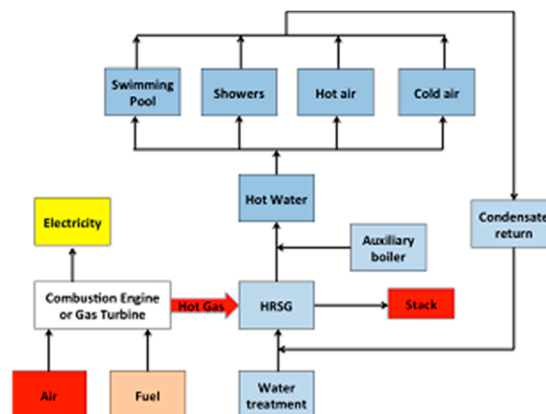 Swimming
Pool
Showers
Hot air
Cold air
Hot Water
Condensate
return
Electricity
Auxiliary
boiler
Combustion Engine
or Gas Turbine
Hot Gas
HRSG
Stack
Air
Fuel
Water
treatment